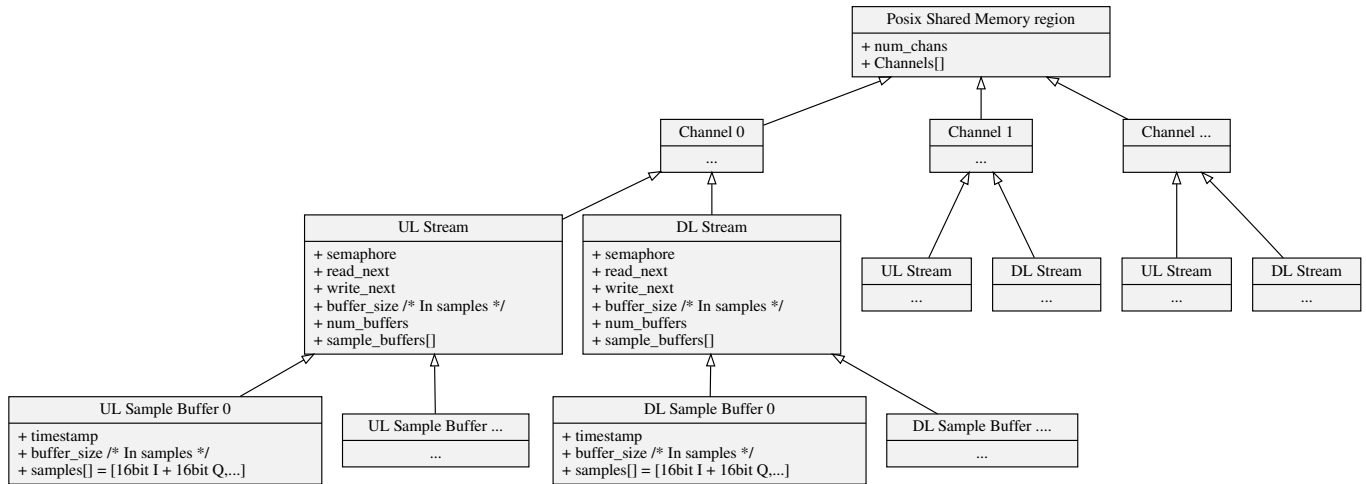 Posix Shared Memory region
+ num_chans
+ Channels[]
Channel 0
...
Channel 1
...
Channel ...
UL Stream
+ semaphore
+ read_next
+ write_next
+ buffer_size /* In samples */
+ num_buffers
+ sample_buffers[]
DL Stream
+ semaphore
+ read_next
+ write_next
+ buffer_size /* In samples */
+ num_buffers
+ sample_buffers[]
UL Stream
...
DL Stream
...
UL Stream
...
DL Stream
...
UL Sample Buffer 0
+ timestamp
+ buffer_size /* In samples */
+ samples[] = [16bit I + 16bit Q,...]
UL Sample Buffer ...
...
DL Sample Buffer 0
+ timestamp
+ buffer_size /* In samples */
+ samples[] = [16bit I + 16bit Q,...]
DL Sample Buffer ....
...